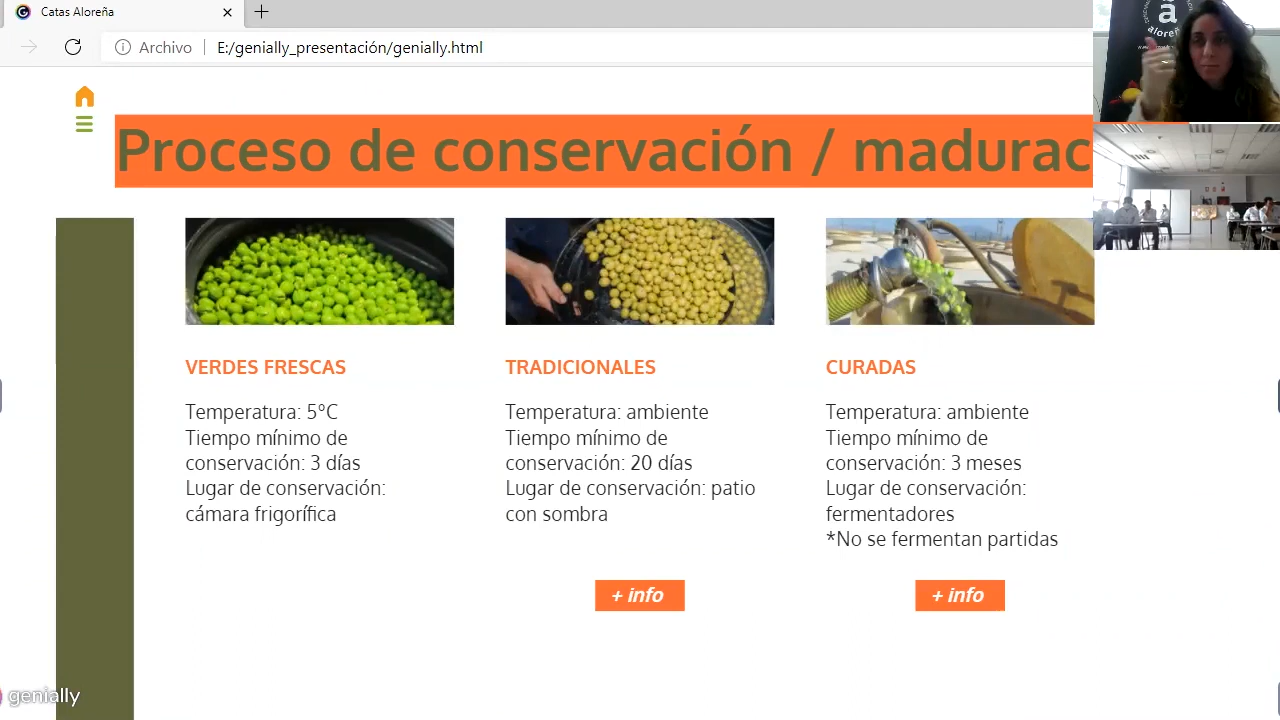 Catas Aloreña
Archivo
E:/genially_presentación/genially.html
a
aloreñ
Proceso de conservación / madurac
VERDES FRESCAS
Temperatura: 5ºC
Tiempo mínimo de
conservación: 3 días
Lugar de conservación:
cámara frigorífica
TRADICIONALES
Temperatura: ambiente
Tiempo mínimo de
conservación: 20 días
Lugar de conservación: patio
con sombra
+ info
CURADAS
Temperatura: ambiente
Tiempo mínimo de
conservación: 3 meses
Lugar de conservación:
fermentadores
*No se fermentan partidas
+ info
genially